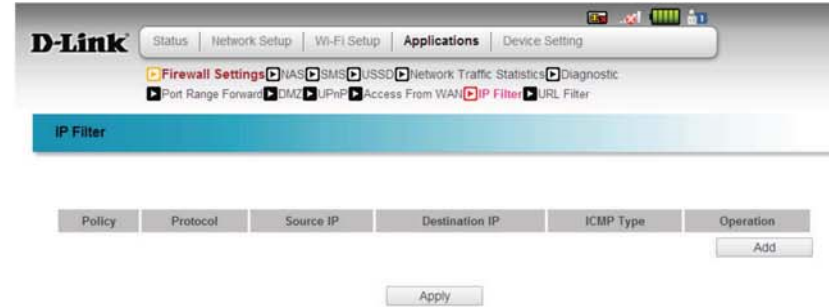 D-Link
Status | Network Setup | Wi-Fi Setup | Applications | Device Setting
Firewall Settings NAS SMS USSD Network Traffic Statistics Diagnostic
Port Range Forward DMZ UPnP Access From WAN IP Filter URL Filter
IP Filter
Policy Protocol Source IP Destination IP ICMP Type Operation
Add
Apply